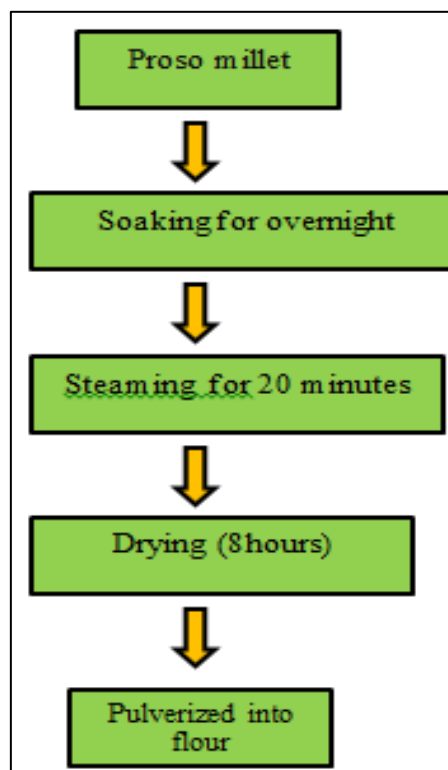 Proso millet
Soaking for overnight
Steaming for 20 minutes
Drying (8hours)
Pulverized into
flour